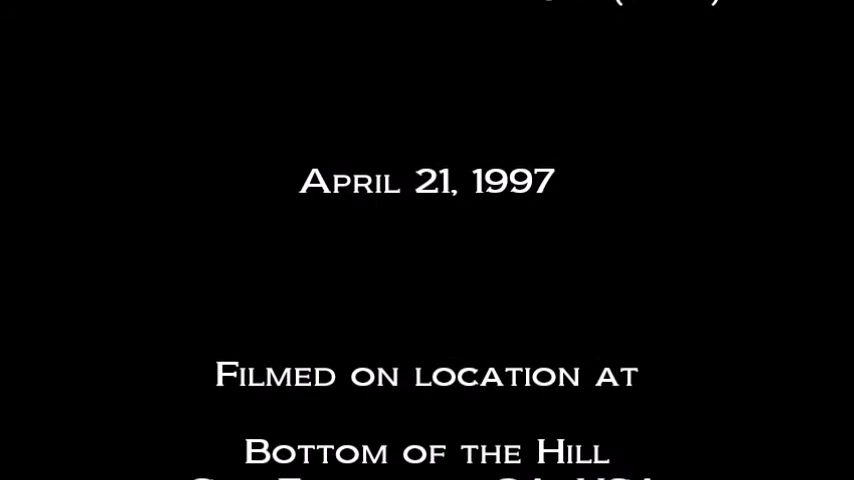 April 21, 1997
Filmed on location at
Bottom of the Hill